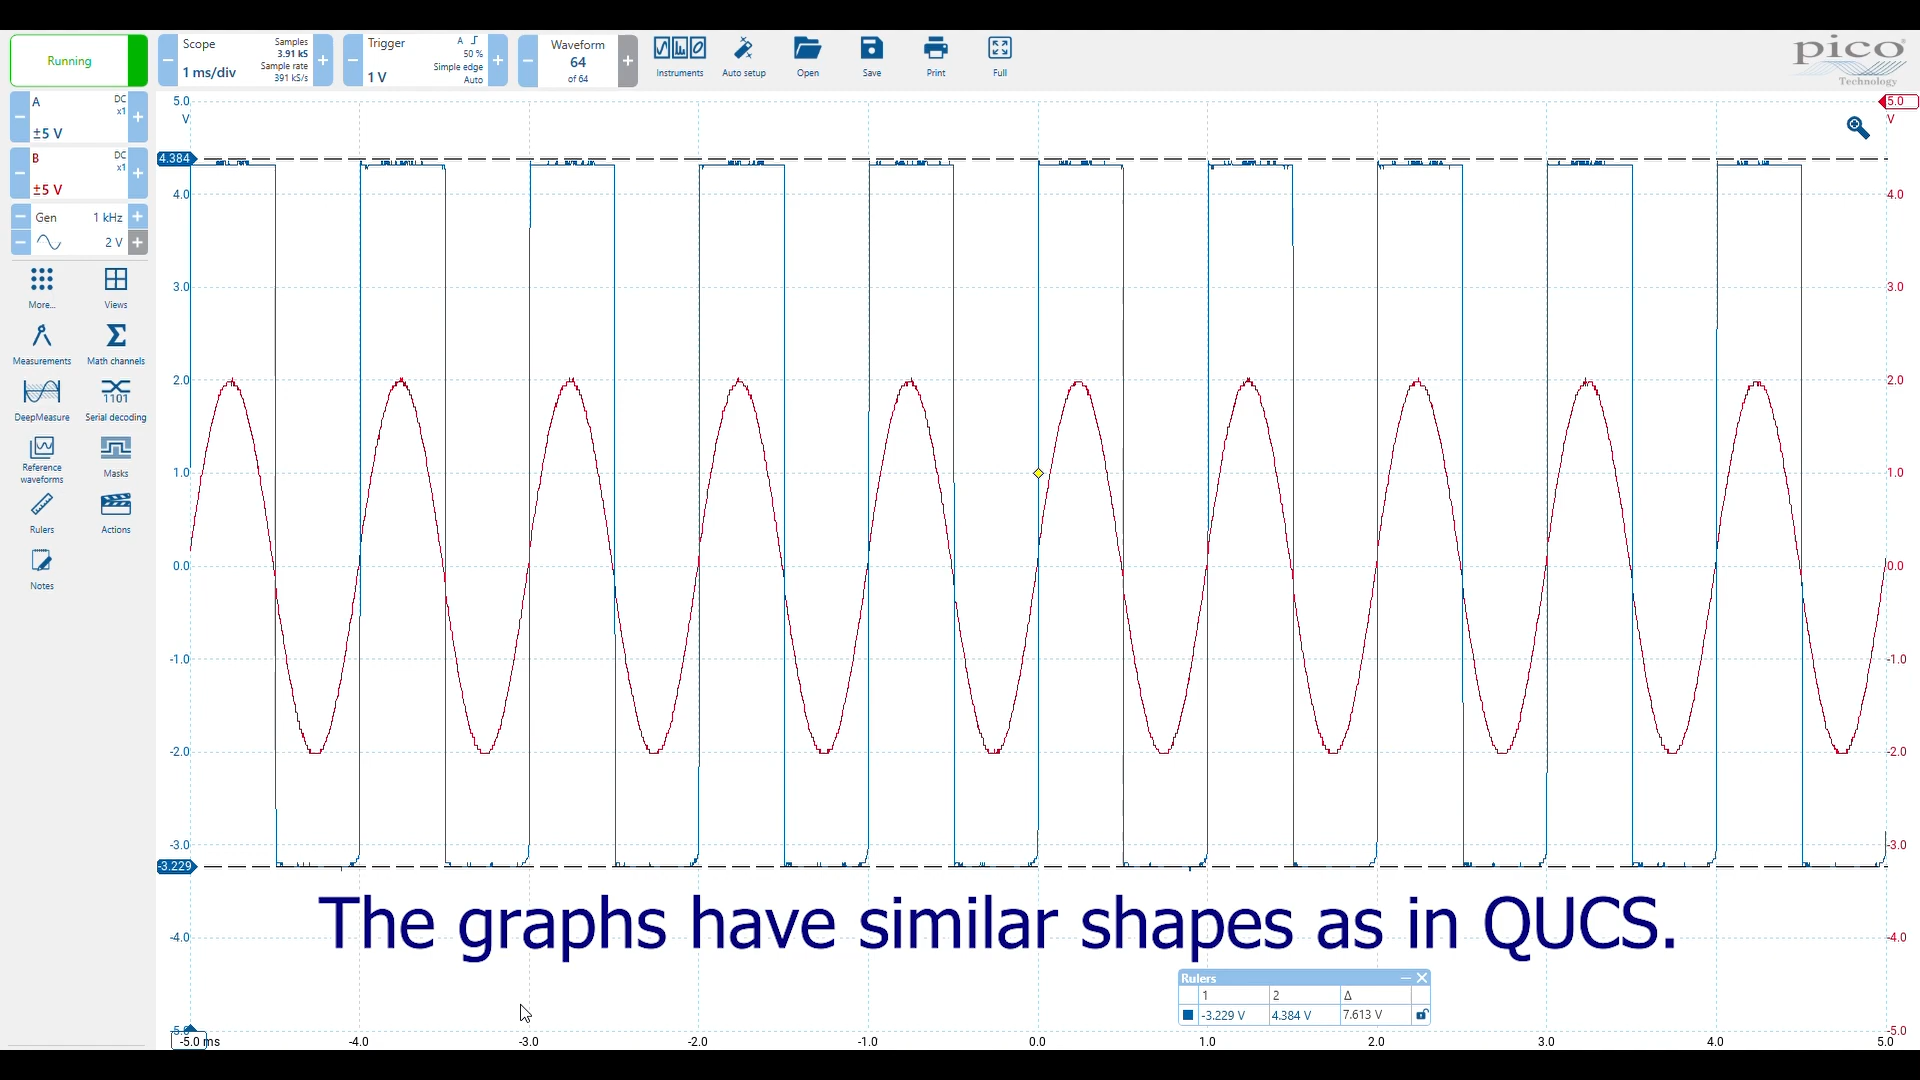 Running
Scope
1 ms/div
Samples
3.91 kS
Sample rate
391 kS/s
Trigger
1 V
A
50 %
Simple edge
Auto
Waveform
64
of 64
Instruments
Auto setup
Open
Save
Print
Full
pico
Technology
A
DC
x1
±5 V
B
DC
x1
±5 V
Gen 1 kHz
2 V
More...
Views
Measurements
Math channels
DeepMeasure
1101
Serial decoding
Reference
waveforms
Masks
Rulers
Actions
Notes
5.0
V
4.384
4.0
3.0
2.0
1.0
0.0
-1.0
-2.0
-3.0
-3.229
-4.0
-5.0
5.0
V
4.0
3.0
2.0
1.0
0.0
-1.0
-2.0
-3.0
-4.0
-5.0
The graphs have similar shapes as in QUCS.
Rulers
1 2 Δ
-3.229 V 4.384 V 7.613 V
-5.0 ms -4.0 -3.0 -2.0 -1.0 0.0 1.0 2.0 3.0 4.0 5.0